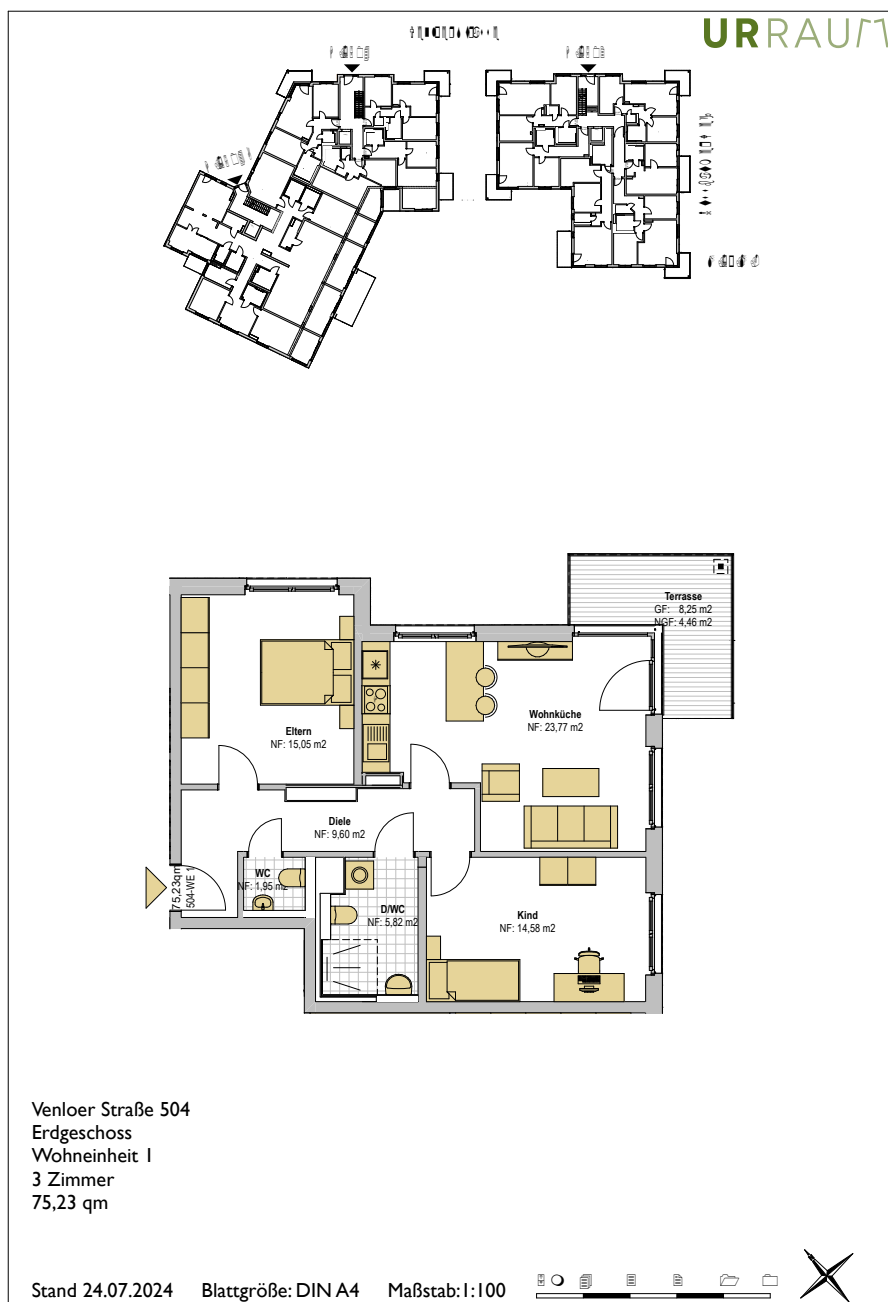 URRAUM
Terrasse
GF: 8,25 m2
NGF: 4,46 m2
Eltern
NF: 15,05 m2
Wohnküche
NF: 23,77 m2
Diele
NF: 9,60 m2
WC
NF: 1,95 m2
75,23qm
504-WE 1
D/WC
NF: 5,82 m2
Kind
NF: 14,58 m2
Venloer Straße 504
Erdgeschoss
Wohneinheit 1
3 Zimmer
75,23 qm
Stand 24.07.2024 Blattgröße: DIN A4 Maßstab:1:100